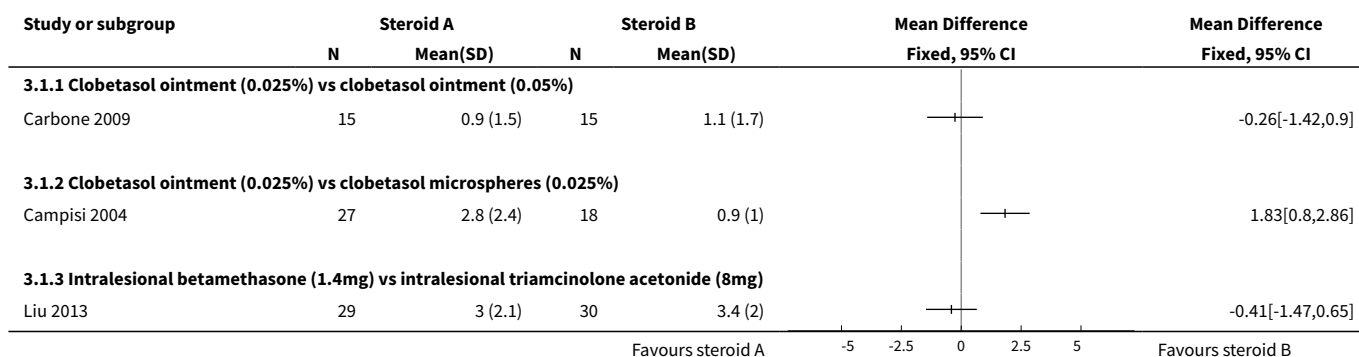 Study or subgroup Steroid A Steroid B Mean Difference Mean Difference
N Mean(SD) N Mean(SD) Fixed, 95% CI Fixed, 95% CI
3.1.1 Clobetasol ointment (0.025%) vs clobetasol ointment (0.05%)
Carbone 2009 15 0.9 (1.5) 15 1.1 (1.7) -0.26[-1.42,0.9]
3.1.2 Clobetasol ointment (0.025%) vs clobetasol microspheres (0.025%)
Campisi 2004 27 2.8 (2.4) 18 0.9 (1) 1.83[0.8,2.86]
3.1.3 Intralesional betamethasone (1.4mg) vs intralesional triamcinolone acetonide (8mg)
Liu 2013 29 3 (2.1) 30 3.4 (2) -0.41[-1.47,0.65]
Favours steroid A -5 -2.5 0 2.5 5 Favours steroid B